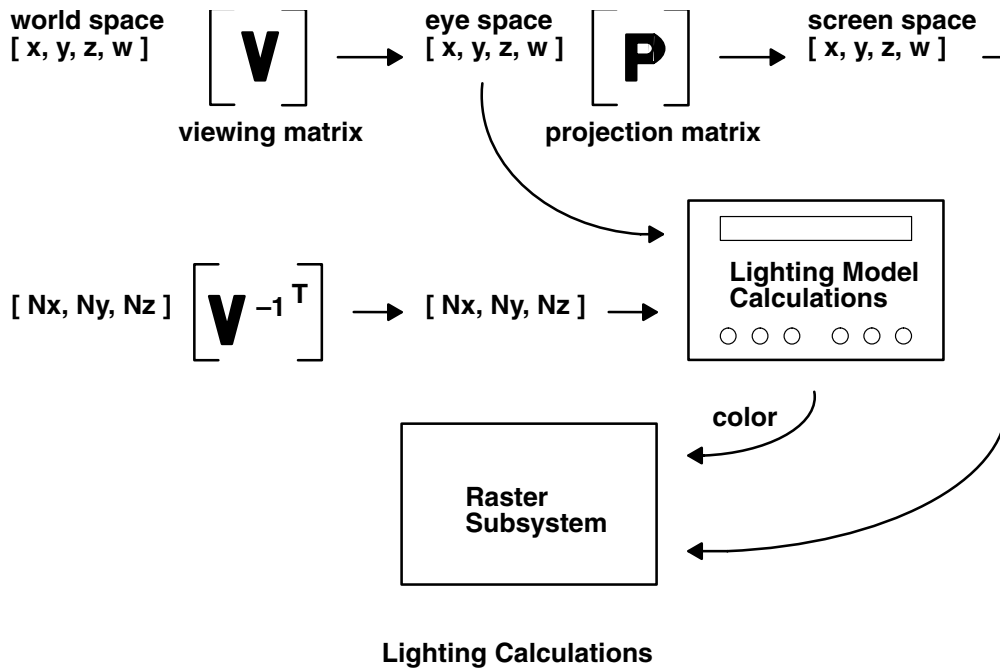 world space
[ x, y, z, w ]
V
viewing matrix
eye space
[ x, y, z, w ]
P
projection matrix
screen space
[ x, y, z, w ]
[ Nx, Ny, Nz ]
V –1 T
[ Nx, Ny, Nz ]
Lighting Model
Calculations
color
Raster
Subsystem
Lighting Calculations